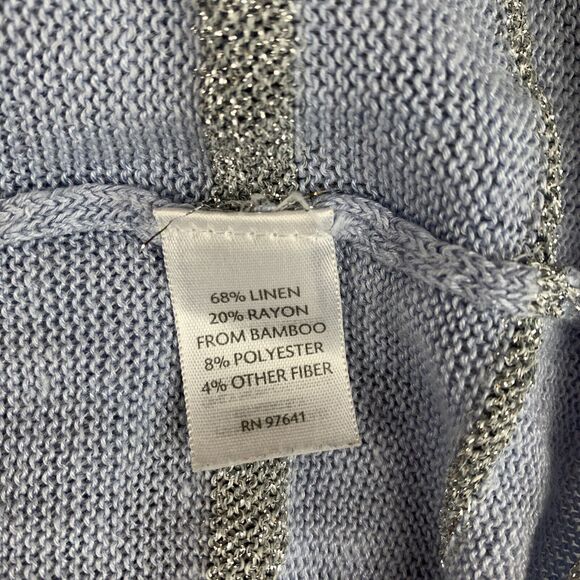 68% LINEN
20% RAYON
FROM BAMBOO
8% POLYESTER
4% OTHER FIBER
RN 97641